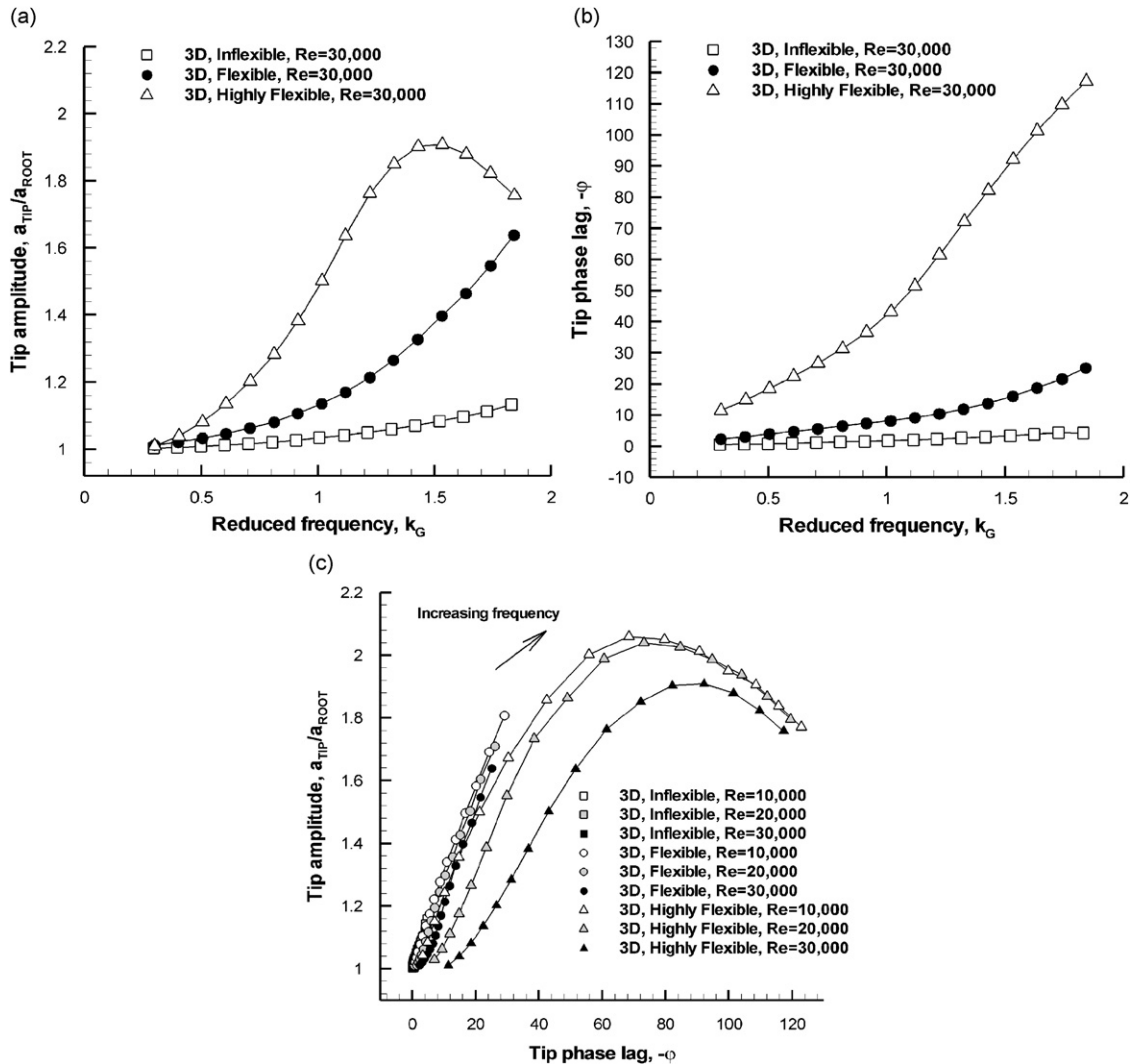 (a)
2.2
2
1.8
1.6
1.4
1.2
1
Tip amplitude, a_TIP/a_ROOT
3D, Inflexible, Re=30,000
3D, Flexible, Re=30,000
3D, Highly Flexible, Re=30,000
0 0.5 1 1.5 2
Reduced frequency, k_G
(b)
130
120
110
100
90
80
70
60
50
40
30
20
10
0
-10
Tip phase lag, -φ
3D, Inflexible, Re=30,000
3D, Flexible, Re=30,000
3D, Highly Flexible, Re=30,000
0 0.5 1 1.5 2
Reduced frequency, k_G
(c)
2.2
2
1.8
1.6
1.4
1.2
1
Tip amplitude, a_TIP/a_ROOT
Increasing frequency
3D, Inflexible, Re=10,000
3D, Inflexible, Re=20,000
3D, Inflexible, Re=30,000
3D, Flexible, Re=10,000
3D, Flexible, Re=20,000
3D, Flexible, Re=30,000
3D, Highly Flexible, Re=10,000
3D, Highly Flexible, Re=20,000
3D, Highly Flexible, Re=30,000
0 20 40 60 80 100 120
Tip phase lag, -φ